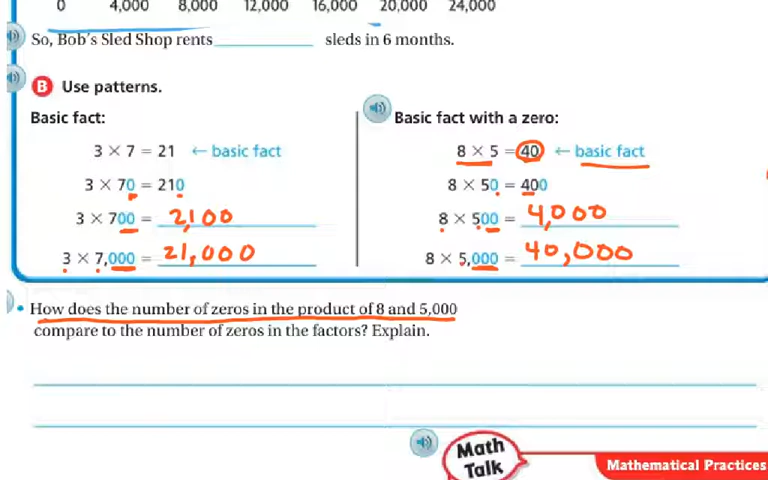 0 4,000 8,000 12,000 16,000 20,000 24,000
So, Bob's Sled Shop rents ____________ sleds in 6 months.
B Use patterns.
Basic fact:
3 × 7 = 21 ← basic fact
3 × 70 = 210
3 × 700 = 2,100
3 × 7,000 = 21,000
Basic fact with a zero:
8 × 5 = 40 ← basic fact
8 × 50 = 400
8 × 500 = 4,000
8 × 5,000 = 40,000
• How does the number of zeros in the product of 8 and 5,000
compare to the number of zeros in the factors? Explain.
Math
Talk
Mathematical Practices